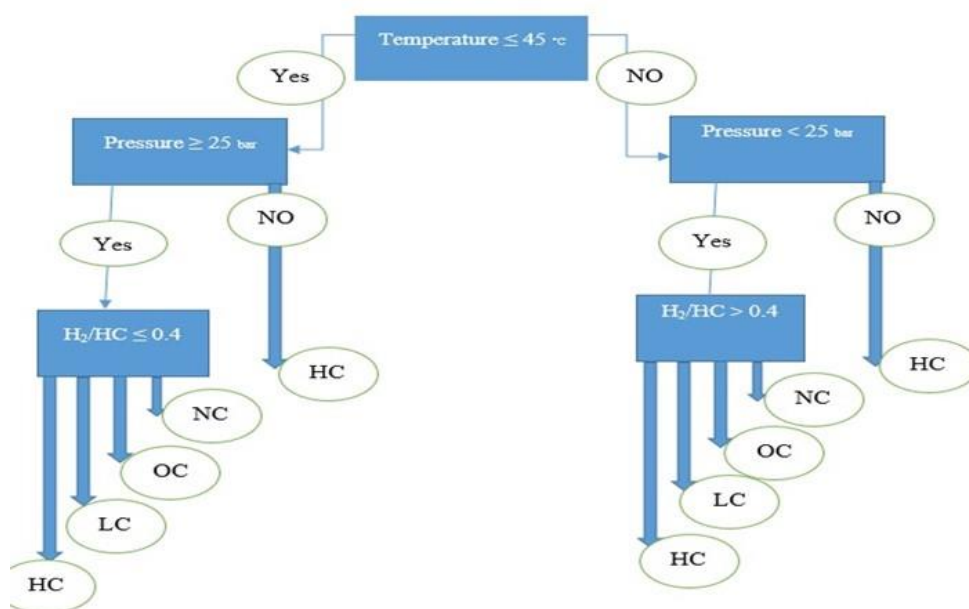 Temperature ≤ 45 °c
Yes
NO
Pressure ≥ 25 bar
Pressure < 25 bar
NO
NO
Yes
Yes
H₂/HC ≤ 0.4
H₂/HC > 0.4
HC
HC
NC
NC
OC
OC
LC
LC
HC
HC